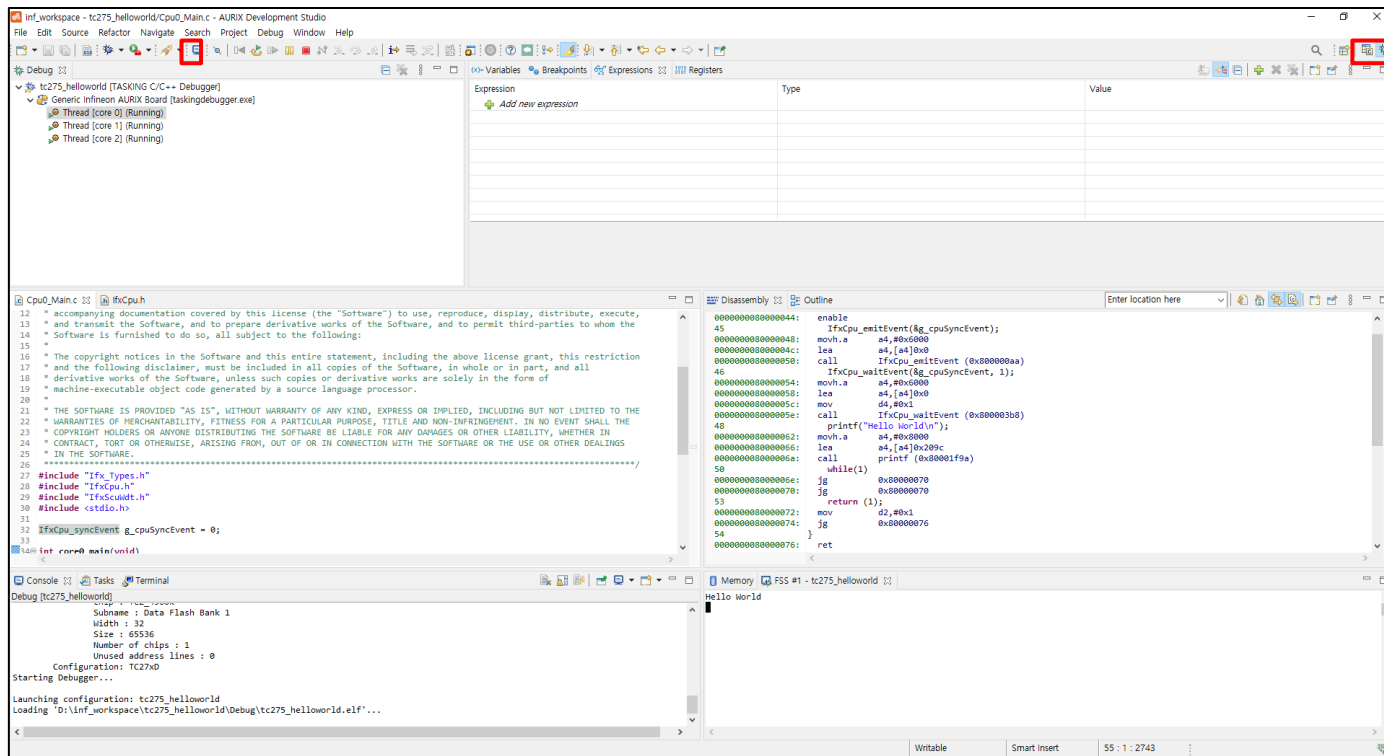 inf_workspace - tc275_helloworld/Cpu0_Main.c - AURIX Development Studio
File Edit Source Refactor Navigate Search Project Debug Window Help
Debug
tc275_helloworld [TASKING C/C++ Debugger]
Generic Infineon AURIX Board [taskingdebugger.exe]
Thread [core 0] (Running)
Thread [core 1] (Running)
Thread [core 2] (Running)
(x)= Variables Breakpoints Expressions Registers
Expression Type Value
Add new expression
Cpu0_Main.c IfxCpu.h
12 * accompanying documentation covered by this license (the "Software") to use, reproduce, display, distribute, execute,
13 * and transmit the Software, and to prepare derivative works of the Software, and to permit third-parties to whom the
14 * Software is furnished to do so, all subject to the following:
15 *
16 * The copyright notices in the Software and this entire statement, including the above license grant, this restriction
17 * and the following disclaimer, must be included in all copies of the Software, in whole or in part, and all
18 * derivative works of the Software, unless such copies or derivative works are solely in the form of
19 * machine-executable object code generated by a source language processor.
20 *
21 * THE SOFTWARE IS PROVIDED "AS IS", WITHOUT WARRANTY OF ANY KIND, EXPRESS OR IMPLIED, INCLUDING BUT NOT LIMITED TO THE
22 * WARRANTIES OF MERCHANTABILITY, FITNESS FOR A PARTICULAR PURPOSE, TITLE AND NON-INFRINGEMENT. IN NO EVENT SHALL THE
23 * COPYRIGHT HOLDERS OR ANYONE DISTRIBUTING THE SOFTWARE BE LIABLE FOR ANY DAMAGES OR OTHER LIABILITY, WHETHER IN
24 * CONTRACT, TORT OR OTHERWISE, ARISING FROM, OUT OF OR IN CONNECTION WITH THE SOFTWARE OR THE USE OR OTHER DEALINGS
25 * IN THE SOFTWARE.
26 *********************************************************************************************************************/
27 #include "Ifx_Types.h"
28 #include "IfxCpu.h"
29 #include "IfxScuWdt.h"
30 #include <stdio.h>
31
32 IfxCpu_syncEvent g_cpuSyncEvent = 0;
33
34 int core0_main(void)
Disassembly Outline Enter location here
0000000080000044: enable
45 IfxCpu_emitEvent(&g_cpuSyncEvent);
0000000080000048: movh.a a4,#0x6000
000000008000004c: lea a4,[a4]0x0
0000000080000050: call IfxCpu_emitEvent (0x800000aa)
46 IfxCpu_waitEvent(&g_cpuSyncEvent, 1);
0000000080000054: movh.a a4,#0x6000
0000000080000058: lea a4,[a4]0x0
000000008000005c: mov d4,#0x1
000000008000005e: call IfxCpu_waitEvent (0x800003b8)
48 printf("Hello World\n");
0000000080000062: movh.a a4,#0x8000
0000000080000066: lea a4,[a4]0x209c
000000008000006a: call printf (0x80001f9a)
50 while(1)
000000008000006e: jg 0x80000070
0000000080000070: jg 0x80000070
53 return (1);
0000000080000072: mov d2,#0x1
0000000080000074: jg 0x80000076
54 }
0000000080000076: ret
Console Tasks Terminal
Debug [tc275_helloworld]
Subname : Data Flash Bank 1
Width : 32
Size : 65536
Number of chips : 1
Unused address lines : 0
Configuration: TC27xD
Starting Debugger...
Launching configuration: tc275_helloworld
Loading 'D:\inf_workspace\tc275_helloworld\Debug\tc275_helloworld.elf'...
Memory FSS #1 - tc275_helloworld
Hello World
Writable Smart Insert 55 : 1 : 2743